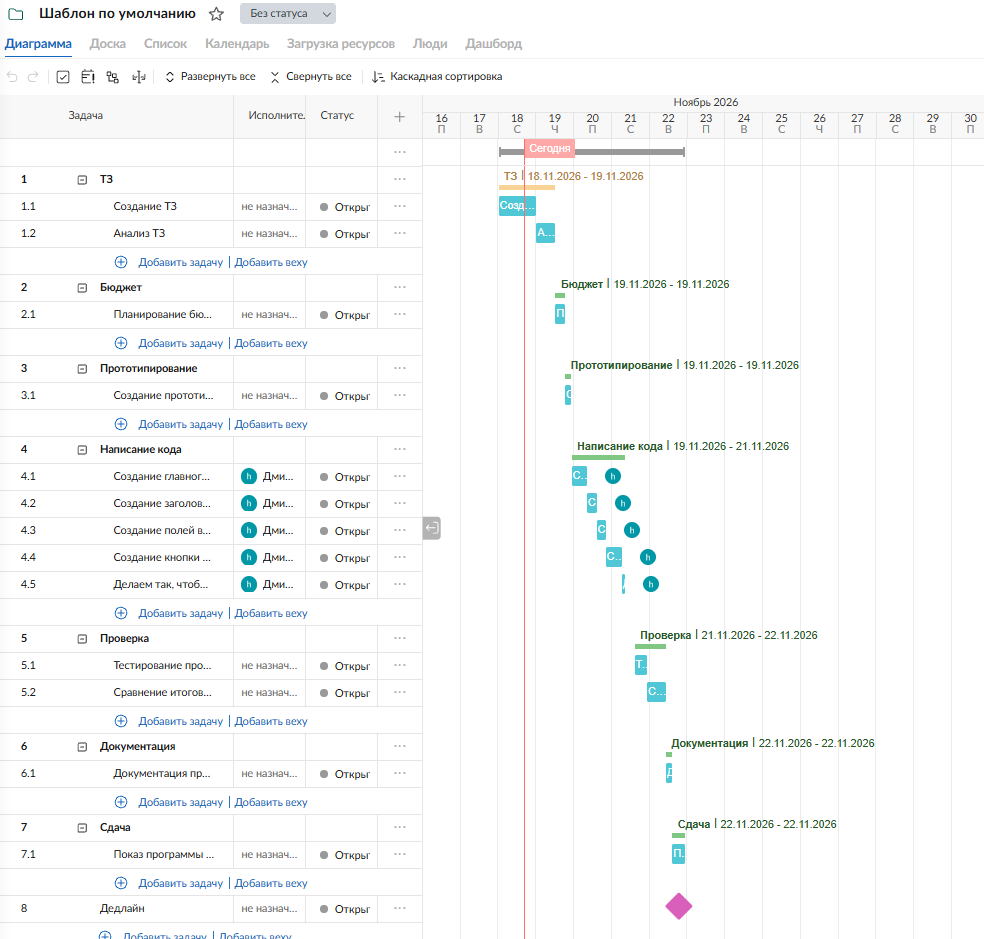 Шаблон по умолчанию Без статуса
Диаграмма Доска Список Календарь Загрузка ресурсов Люди Дашборд
Развернуть все Свернуть все Каскадная сортировка
Задача Исполните. Статус
Ноябрь 2026
16 17 18 19 20 21 22 23 24 25 26 27 28 29 30
П В С Ч П С В П В С Ч П С В П
Сегодня
1 ТЗ ТЗ 18.11.2026 - 19.11.2026
1.1 Создание ТЗ не назнач... Открыт Созд...
1.2 Анализ ТЗ не назнач... Открыт А...
Добавить задачу | Добавить веху
2 Бюджет Бюджет 19.11.2026 - 19.11.2026
2.1 Планирование бю... не назнач... Открыт П
Добавить задачу | Добавить веху
3 Прототипирование Прототипирование 19.11.2026 - 19.11.2026
3.1 Создание прототи... не назнач... Открыт С
Добавить задачу | Добавить веху
4 Написание кода Написание кода 19.11.2026 - 21.11.2026
4.1 Создание главног... h Дми... Открыт С... h
4.2 Создание заголов... h Дми... Открыт С h
4.3 Создание полей в... h Дми... Открыт С h
4.4 Создание кнопки ... h Дми... Открыт С... h
4.5 Делаем так, чтоб... h Дми... Открыт h
Добавить задачу | Добавить веху
5 Проверка Проверка 21.11.2026 - 22.11.2026
5.1 Тестирование про... не назнач... Открыт Т...
5.2 Сравнение итогов... не назнач... Открыт С...
Добавить задачу | Добавить веху
6 Документация Документация 22.11.2026 - 22.11.2026
6.1 Документация пр... не назнач... Открыт Д
Добавить задачу | Добавить веху
7 Сдача Сдача 22.11.2026 - 22.11.2026
7.1 Показ программы ... не назнач... Открыт П.
Добавить задачу | Добавить веху
8 Дедлайн не назнач... Открыт
Добавить задачу | Добавить веху